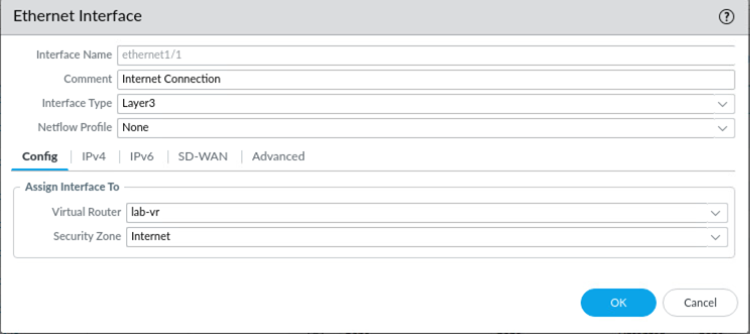 Ethernet Interface
Interface Name ethernet1/1
Comment Internet Connection
Interface Type Layer3
Netflow Profile None
Config IPv4 IPv6 SD-WAN Advanced
Assign Interface To
Virtual Router lab-vr
Security Zone Internet
OK Cancel